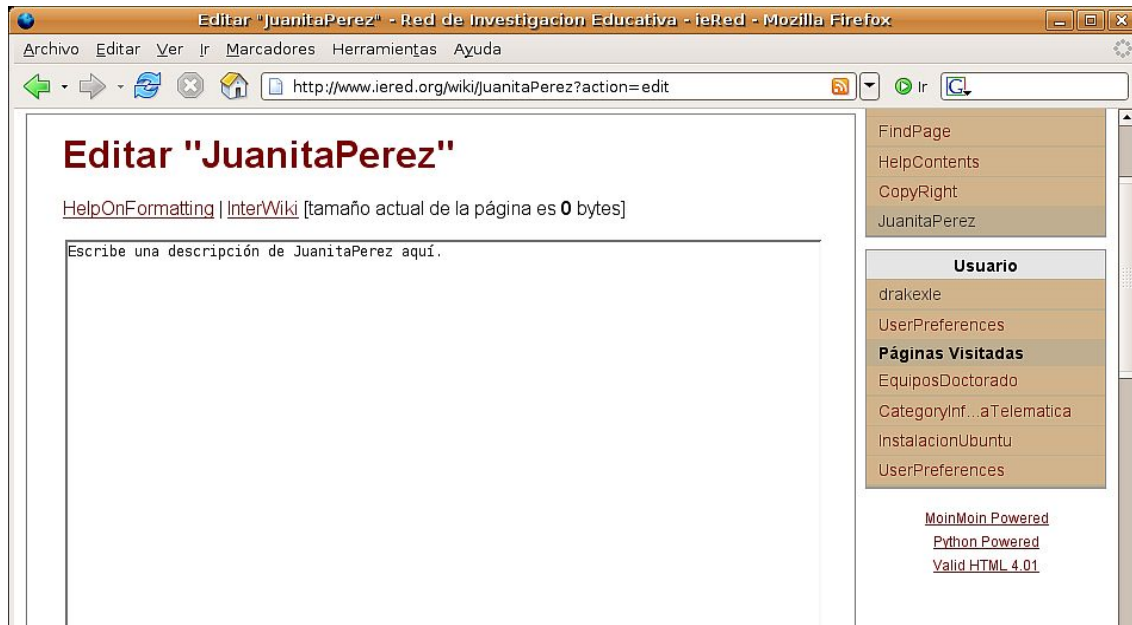 Editar "JuanitaPerez" - Red de Investigacion Educativa - ieRed - Mozilla Firefox
Archivo Editar Ver Ir Marcadores Herramientas Ayuda
http://www.iered.org/wiki/JuanitaPerez?action=edit Ir G
Editar "JuanitaPerez"
HelpOnFormatting | InterWiki [tamaño actual de la página es 0 bytes]
Escribe una descripción de JuanitaPerez aquí.
FindPage
HelpContents
CopyRight
JuanitaPerez
Usuario
drakexle
UserPreferences
Páginas Visitadas
EquiposDoctorado
CategoryInf...aTelematica
InstalacionUbuntu
UserPreferences
MoinMoin Powered
Python Powered
Valid HTML 4.01